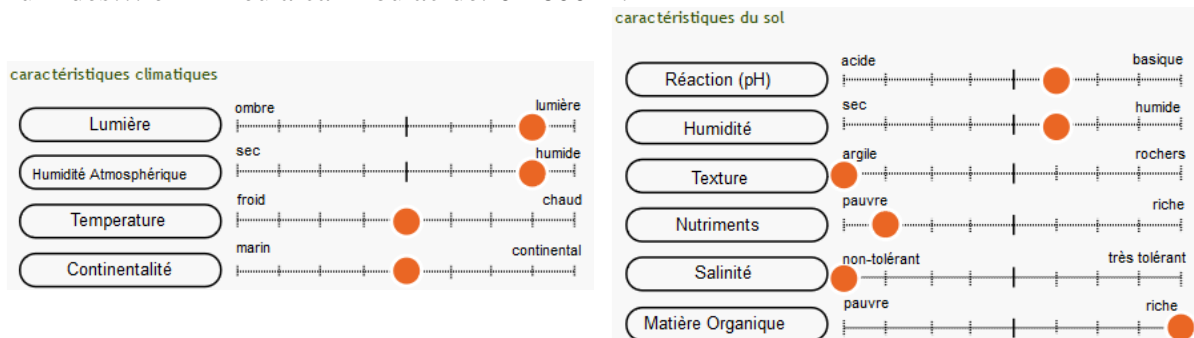 caractéristiques climatiques
Lumière
ombre
lumière
Humidité Atmosphérique
sec
humide
Temperature
froid
chaud
Continentalité
marin
continental
caractéristiques du sol
Réaction (pH)
acide
basique
Humidité
sec
humide
Texture
argile
rochers
Nutriments
pauvre
riche
Salinité
non-tolérant
très tolérant
Matière Organique
pauvre
riche